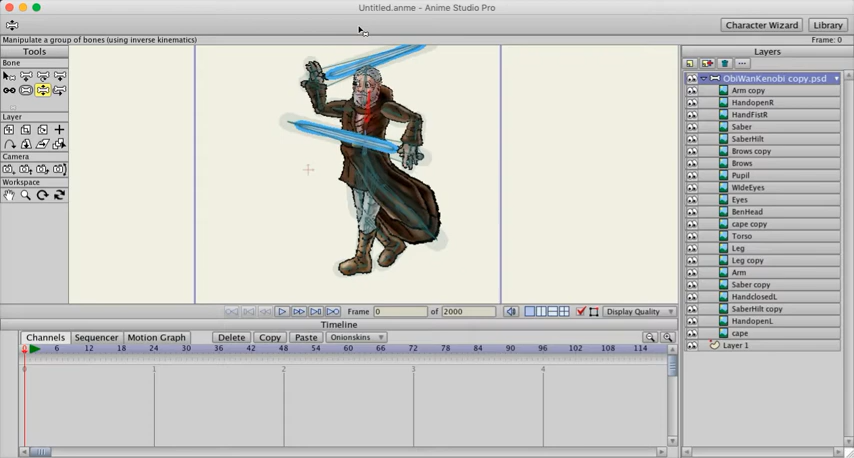 Untitled.anme - Anime Studio Pro
Character Wizard
Library
Manipulate a group of bones (using inverse kinematics)
Frame: 0
Tools
Bone
Layer
Camera
Workspace
Layers
ObiWanKenobi copy.psd
Arm copy
HandopenR
HandFistR
Saber
SaberHilt
Brows copy
Brows
Pupil
WIdeEyes
Eyes
BenHead
cape copy
Torso
Leg
Leg copy
Arm
Saber copy
HandclosedL
SaberHilt copy
HandopenL
cape
Layer 1
Frame 0 of 2000
Display Quality
Timeline
Channels Sequencer Motion Graph Delete Copy Paste Onionskins
0 6 12 18 24 30 36 42 48 54 60 66 72 78 84 90 96 102 108 114
0 1 2 3 4